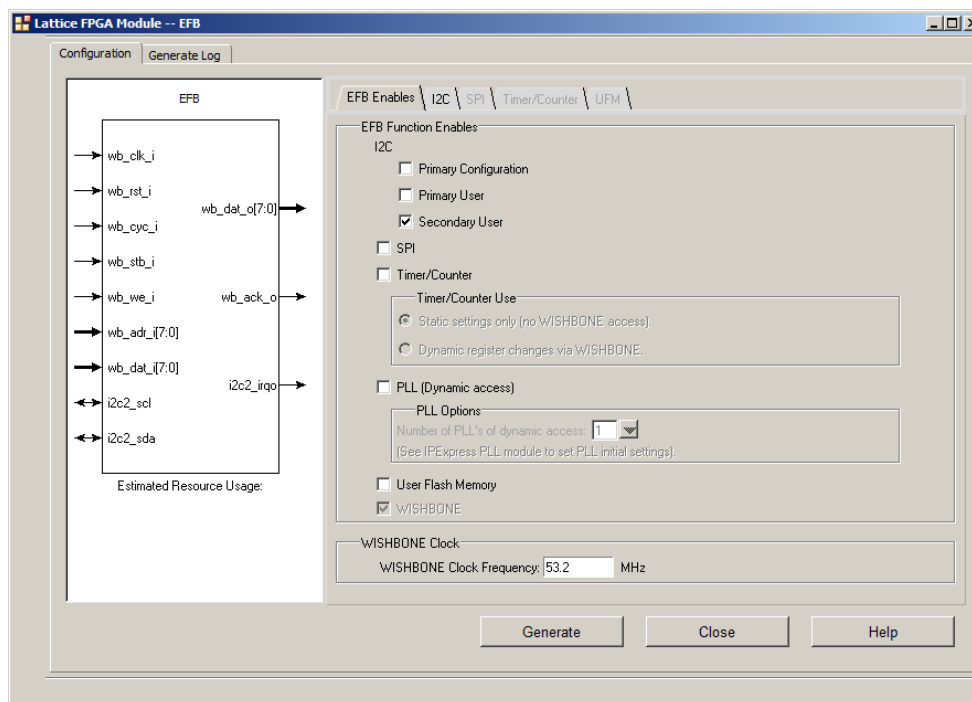 Lattice FPGA Module -- EFB
Configuration
Generate Log
EFB
wb_clk_i
wb_rst_i
wb_dat_o[7:0]
wb_cyc_i
wb_stb_i
wb_we_i
wb_ack_o
wb_adr_i[7:0]
wb_dat_i[7:0]
i2c2_irqo
i2c2_scl
i2c2_sda
Estimated Resource Usage:
EFB Enables
I2C
SPI
Timer/Counter
UFM
EFB Function Enables
I2C
Primary Configuration
Primary User
Secondary User
SPI
Timer/Counter
Timer/Counter Use
Static settings only (no WISHBONE access).
Dynamic register changes via WISHBONE.
PLL (Dynamic access)
PLL Options
Number of PLL's of dynamic access: 1
(See IPExpress PLL module to set PLL initial settings).
User Flash Memory
WISHBONE
WISHBONE Clock
WISHBONE Clock Frequency: 53.2 MHz
Generate
Close
Help